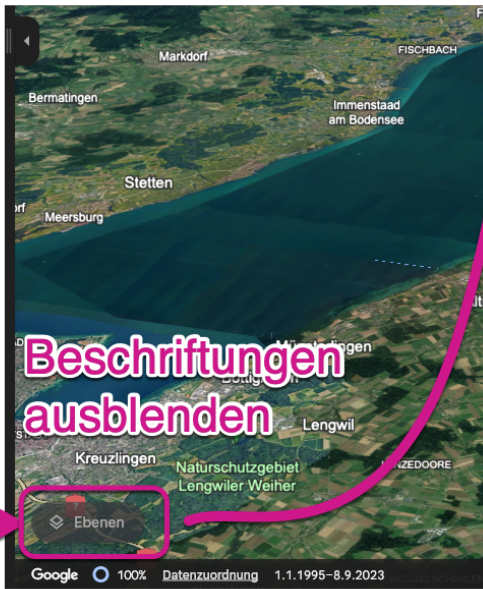 FISCHBACH
Markdorf
Bermatingen
Immenstaad
am Bodensee
Stetten
Meersburg
Beschriftungen
ausblenden
Lengwil
Kreuzlingen
Naturschutzgebiet
Lengwiler Weiher
Ebenen
Google 100% Datenzuordnung 1.1.1995-8.9.2023